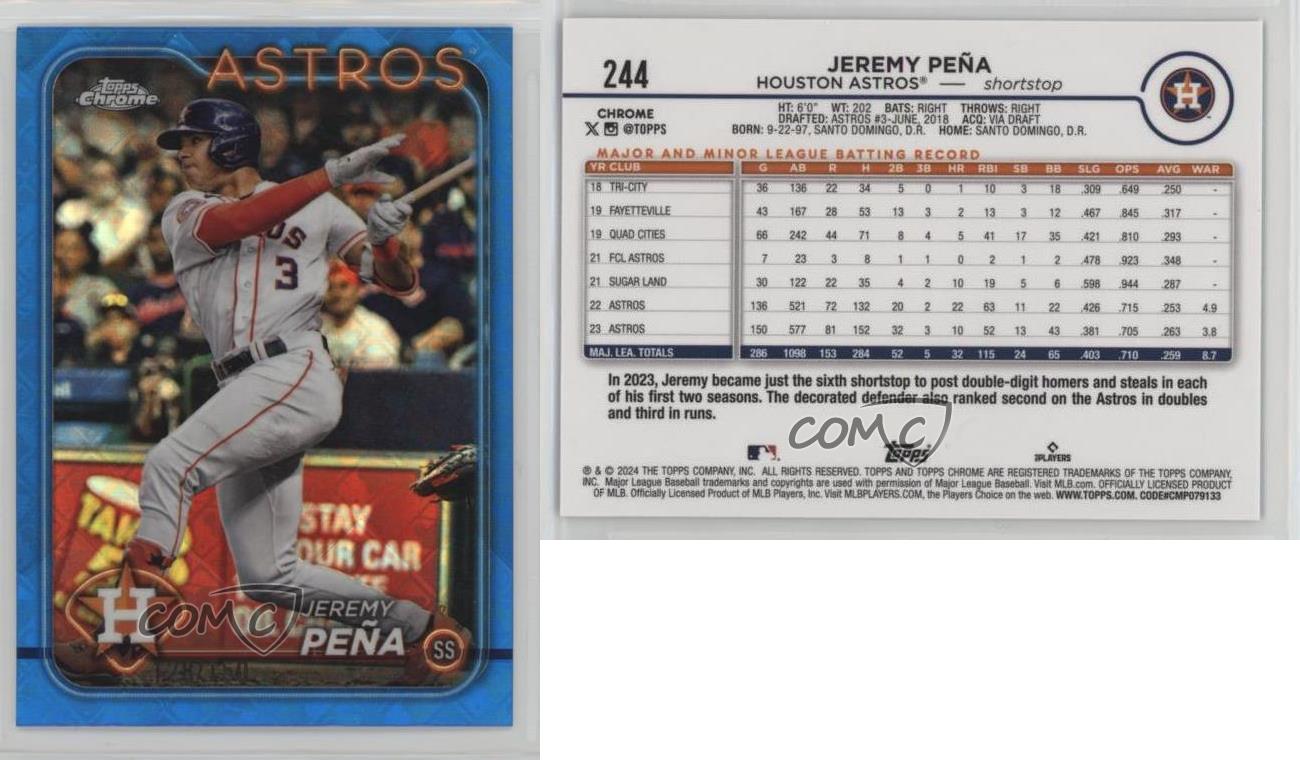 ASTROS
Topps
Chrome
OS
3
TAK
STAY
OUR CAR
H
COMC
JEREMY
PEÑA
SS
244
JEREMY PEÑA
HOUSTON ASTROS® — shortstop
H
CHROME
@TOPPS
HT: 6'0" WT: 202 BATS: RIGHT THROWS: RIGHT
DRAFTED: ASTROS #3-JUNE, 2018 ACQ: VIA DRAFT
BORN: 9-22-97, SANTO DOMINGO, D.R. HOME: SANTO DOMINGO, D.R.
MAJOR AND MINOR LEAGUE BATTING RECORD
YR CLUB G AB R H 2B 3B HR RBI SB BB SLG OPS AVG WAR
18 TRI-CITY 36 136 22 34 5 0 1 10 3 18 .309 .649 .250 -
19 FAYETTEVILLE 43 167 28 53 13 3 2 13 3 12 .467 .845 .317 -
19 QUAD CITIES 66 242 44 71 8 4 5 41 17 35 .421 .810 .293 -
21 FCL ASTROS 7 23 3 8 1 1 0 2 1 2 .478 .923 .348 -
21 SUGAR LAND 30 122 22 35 4 2 10 19 5 6 .598 .944 .287 -
22 ASTROS 136 521 72 132 20 2 22 63 11 22 .426 .715 .253 4.9
23 ASTROS 150 577 81 152 32 3 10 52 13 43 .381 .705 .263 3.8
MAJ. LEA. TOTALS 286 1098 153 284 52 5 32 115 24 65 .403 .710 .259 8.7
In 2023, Jeremy became just the sixth shortstop to post double-digit homers and steals in each
of his first two seasons. The decorated defender also ranked second on the Astros in doubles
and third in runs.
COMC
Topps
PLAYERS
® & © 2024 THE TOPPS COMPANY, INC. ALL RIGHTS RESERVED. TOPPS AND TOPPS CHROME ARE REGISTERED TRADEMARKS OF THE TOPPS COMPANY,
INC. Major League Baseball trademarks and copyrights are used with permission of Major League Baseball. Visit MLB.com. OFFICIALLY LICENSED PRODUCT
OF MLB. Officially Licensed Product of MLB Players, Inc. Visit MLBPLAYERS.COM, the Players Choice on the web. WWW.TOPPS.COM. CODE#CMP079133